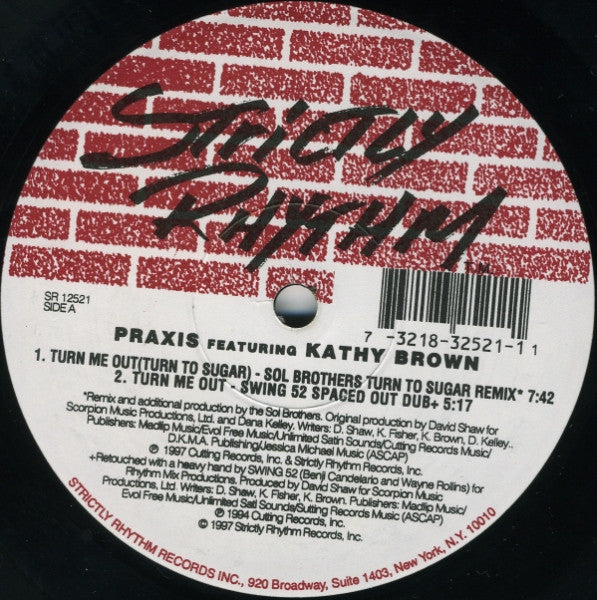 STRICTLY
RHYTHM
T.M.
SR 12521
SIDE A
7 -3218-32521-1 1
PRAXIS FEATURING KATHY BROWN
1. TURN ME OUT(TURN TO SUGAR) - SOL BROTHERS TURN TO SUGAR REMIX* 7:42
2. TURN ME OUT - SWING 52 SPACED OUT DUB+ 5:17
*Remix and additional production by the Sol Brothers. Original production by David Shaw for
Scorpion Music Productions, Ltd. and Dana Kelley. Writers: D. Shaw, K. Fisher, K. Brown, D. Kelley..
Publishers: Madlip Music/Evol Free Music/Unlimited Satin Sounds/Cutting Records Music/
D.K.M.A. Publishing/Jessica Michael Music (ASCAP)
℗ 1997 Cutting Records, Inc. & Strictly Rhythm Records, Inc.
+Retouched with a heavy hand by SWING 52 (Benji Candelario and Wayne Rollins) for
Rhythm Mix Productions. Produced by David Shaw for Scorpion Music
Productions, Ltd Writers: D. Shaw, K. Fisher, K. Brown. Publishers: Madlip Music/
Evol Free Music/Unlimited Sati Sounds/Sutting Records Music (ASCAP)
℗ 1994 Cutting Records, Inc,
© 1997 Strictly Rhythm Records, Inc.
STRICTLY RHYTHM RECORDS INC., 920 Broadway, Suite 1403, New York, N.Y. 10010